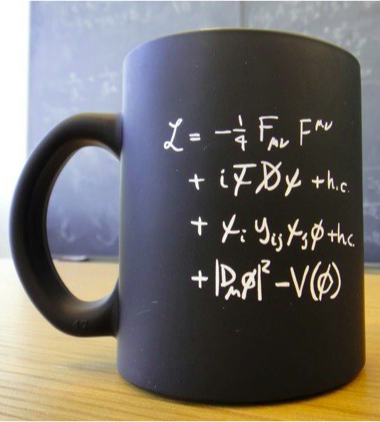 ℒ = -¼ F_μν F^μν
+ iψ̄D̸ψ + h.c.
+ ψ_i y_ij ψ_j φ + h.c.
+ |D_μ φ|² - V(φ)